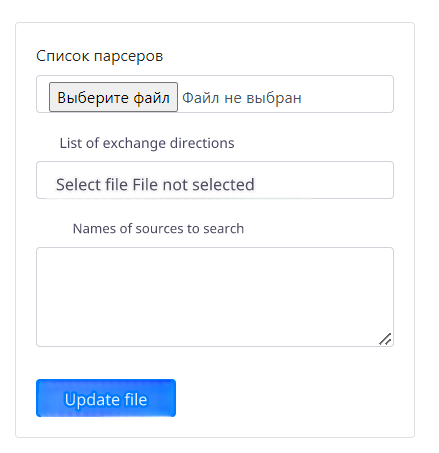 Список парсеров
Выберите файл Файл не выбран
List of exchange directions
Select file File not selected
Names of sources to search
Update file